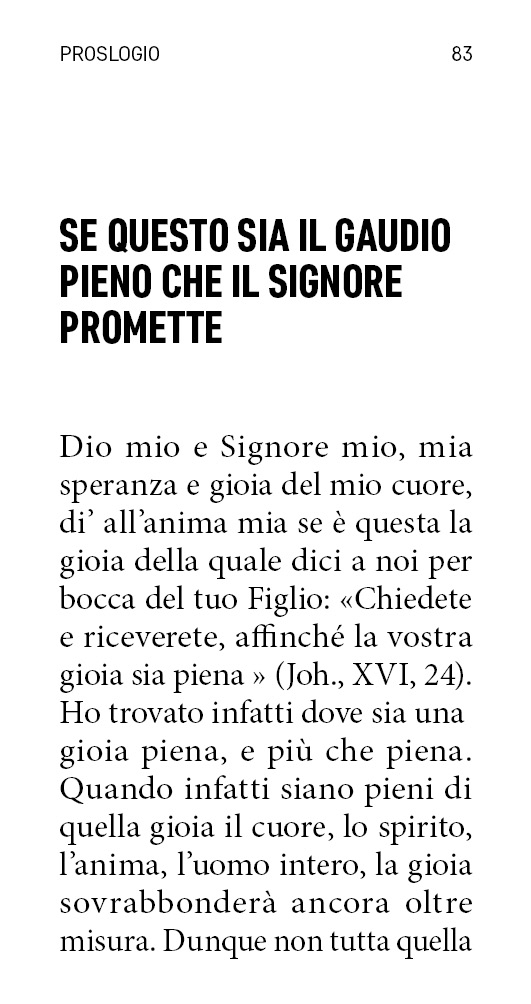 PROSLOGIO 83
SE QUESTO SIA IL GAUDIO
PIENO CHE IL SIGNORE
PROMETTE
Dio mio e Signore mio, mia
speranza e gioia del mio cuore,
di’ all’anima mia se è questa la
gioia della quale dici a noi per
bocca del tuo Figlio: «Chiedete
e riceverete, affinché la vostra
gioia sia piena » (Joh., XVI, 24).
Ho trovato infatti dove sia una
gioia piena, e più che piena.
Quando infatti siano pieni di
quella gioia il cuore, lo spirito,
l’anima, l’uomo intero, la gioia
sovrabbonderà ancora oltre
misura. Dunque non tutta quella